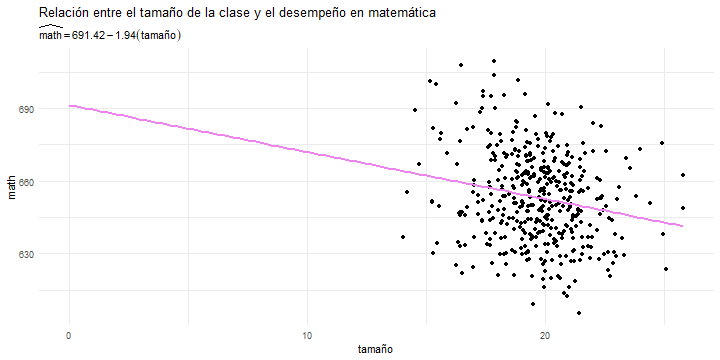 Relación entre el tamaño de la clase y el desempeño en matemática
math = 691.42 − 1.94(tamaño)
690
660
630
math
0 10 20
tamaño